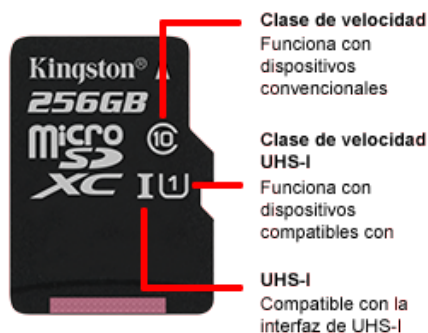 Kingston®
256GB
Micro
SD
XC I 1
10
Clase de velocidad
Funciona con
dispositivos
convencionales
Clase de velocidad
UHS-I
Funciona con
dispositivos
compatibles con
UHS-I
Compatible con la
interfaz de UHS-I